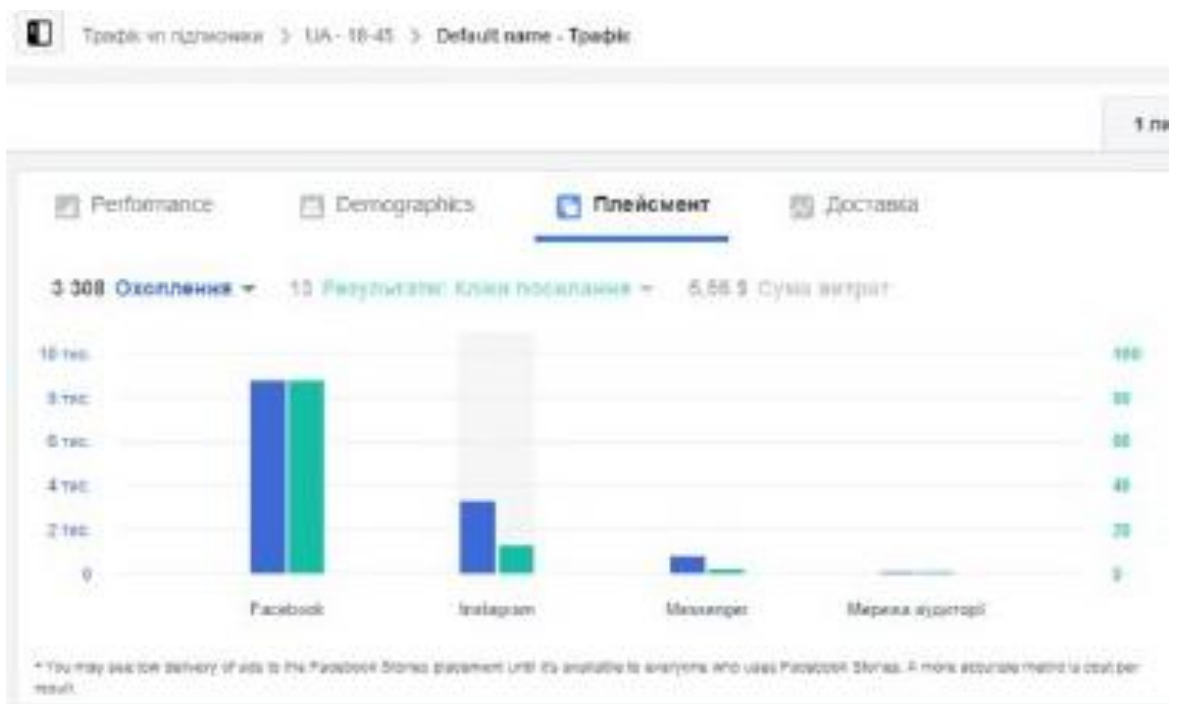 Трафік чп підписники > UA - 18-45 > Default name - Трафік
Performance Demographics Плейсмент Доставка
3 308 Охоплення 13 Результати: Кліки посилання 5,56 $ Сума витрат
10 тис. 100
8 тис. 80
6 тис. 60
4 тис. 40
2 тис. 20
0 0
Facebook Instagram Messenger Мережа аудиторії
* You may see low delivery of ads to the Facebook Stories placement until it's available to everyone who uses Facebook Stories. A more accurate metric is cost per
result.